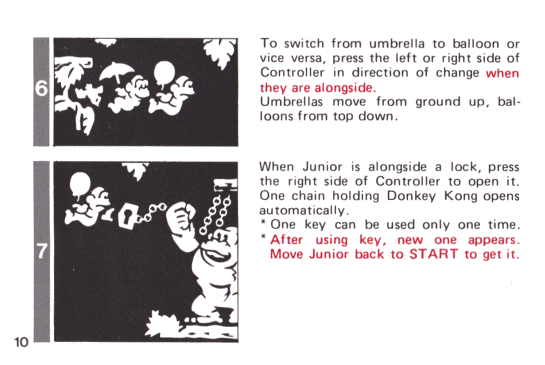 6
To switch from umbrella to balloon or
vice versa, press the left or right side of
Controller in direction of change when
they are alongside.
Umbrellas move from ground up, bal-
loons from top down.
7
When Junior is alongside a lock, press
the right side of Controller to open it.
One chain holding Donkey Kong opens
automatically.
* One key can be used only one time.
* After using key, new one appears.
Move Junior back to START to get it.
10